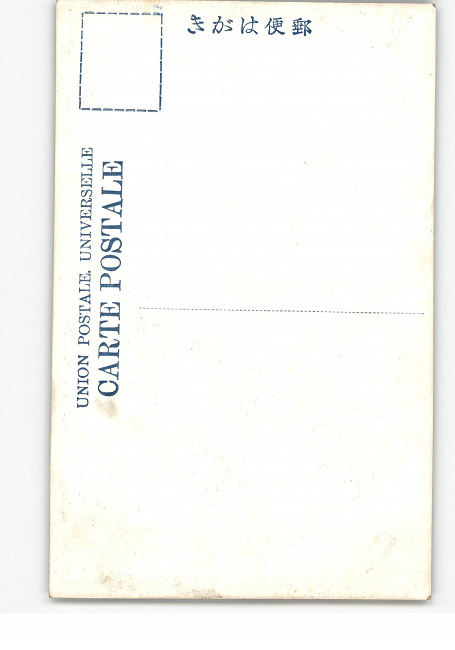 郵便はがき
UNION POSTALE. UNIVERSELLE
CARTE POSTALE